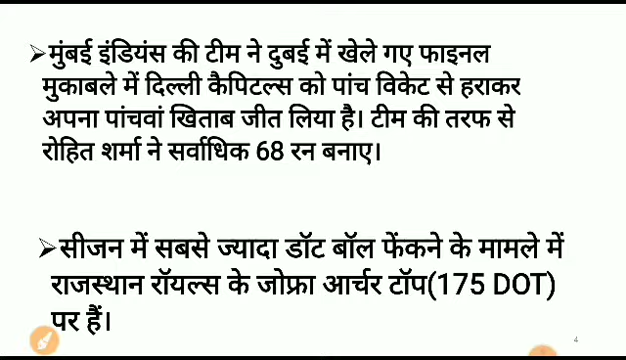 ➢मुंबई इंडियंस की टीम ने दुबई में खेले गए फाइनल
मुकाबले में दिल्ली कैपिटल्स को पांच विकेट से हराकर
अपना पांचवां खिताब जीत लिया है। टीम की तरफ से
रोहित शर्मा ने सर्वाधिक 68 रन बनाए।
➢सीजन में सबसे ज्यादा डॉट बॉल फेंकने के मामले में
राजस्थान रॉयल्स के जोफ्रा आर्चर टॉप(175 DOT)
पर हैं।
4